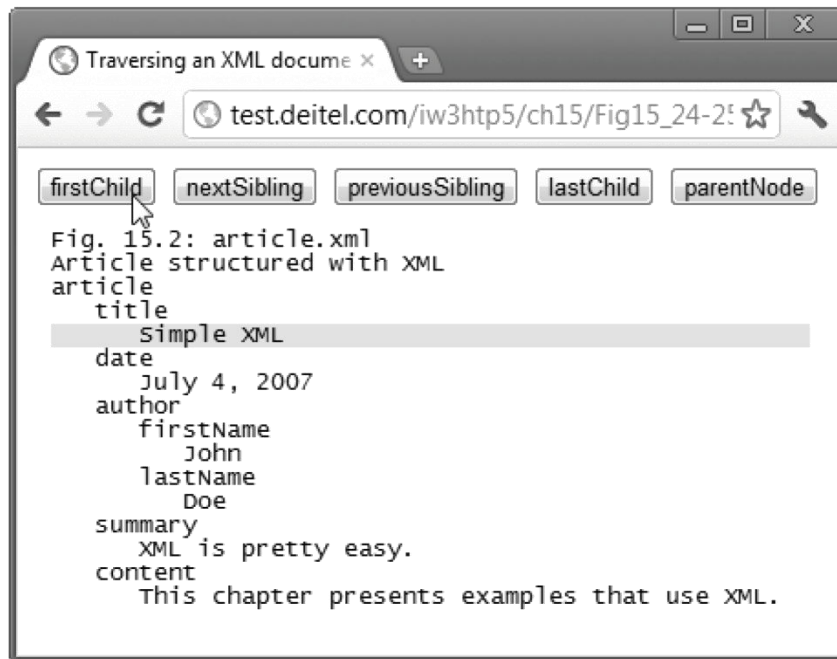 Traversing an XML docume
test.deitel.com/iw3htp5/ch15/Fig15_24-25
firstChild nextSibling previousSibling lastChild parentNode
Fig. 15.2: article.xml
Article structured with XML
article
title
Simple XML
date
July 4, 2007
author
firstName
John
lastName
Doe
summary
XML is pretty easy.
content
This chapter presents examples that use XML.